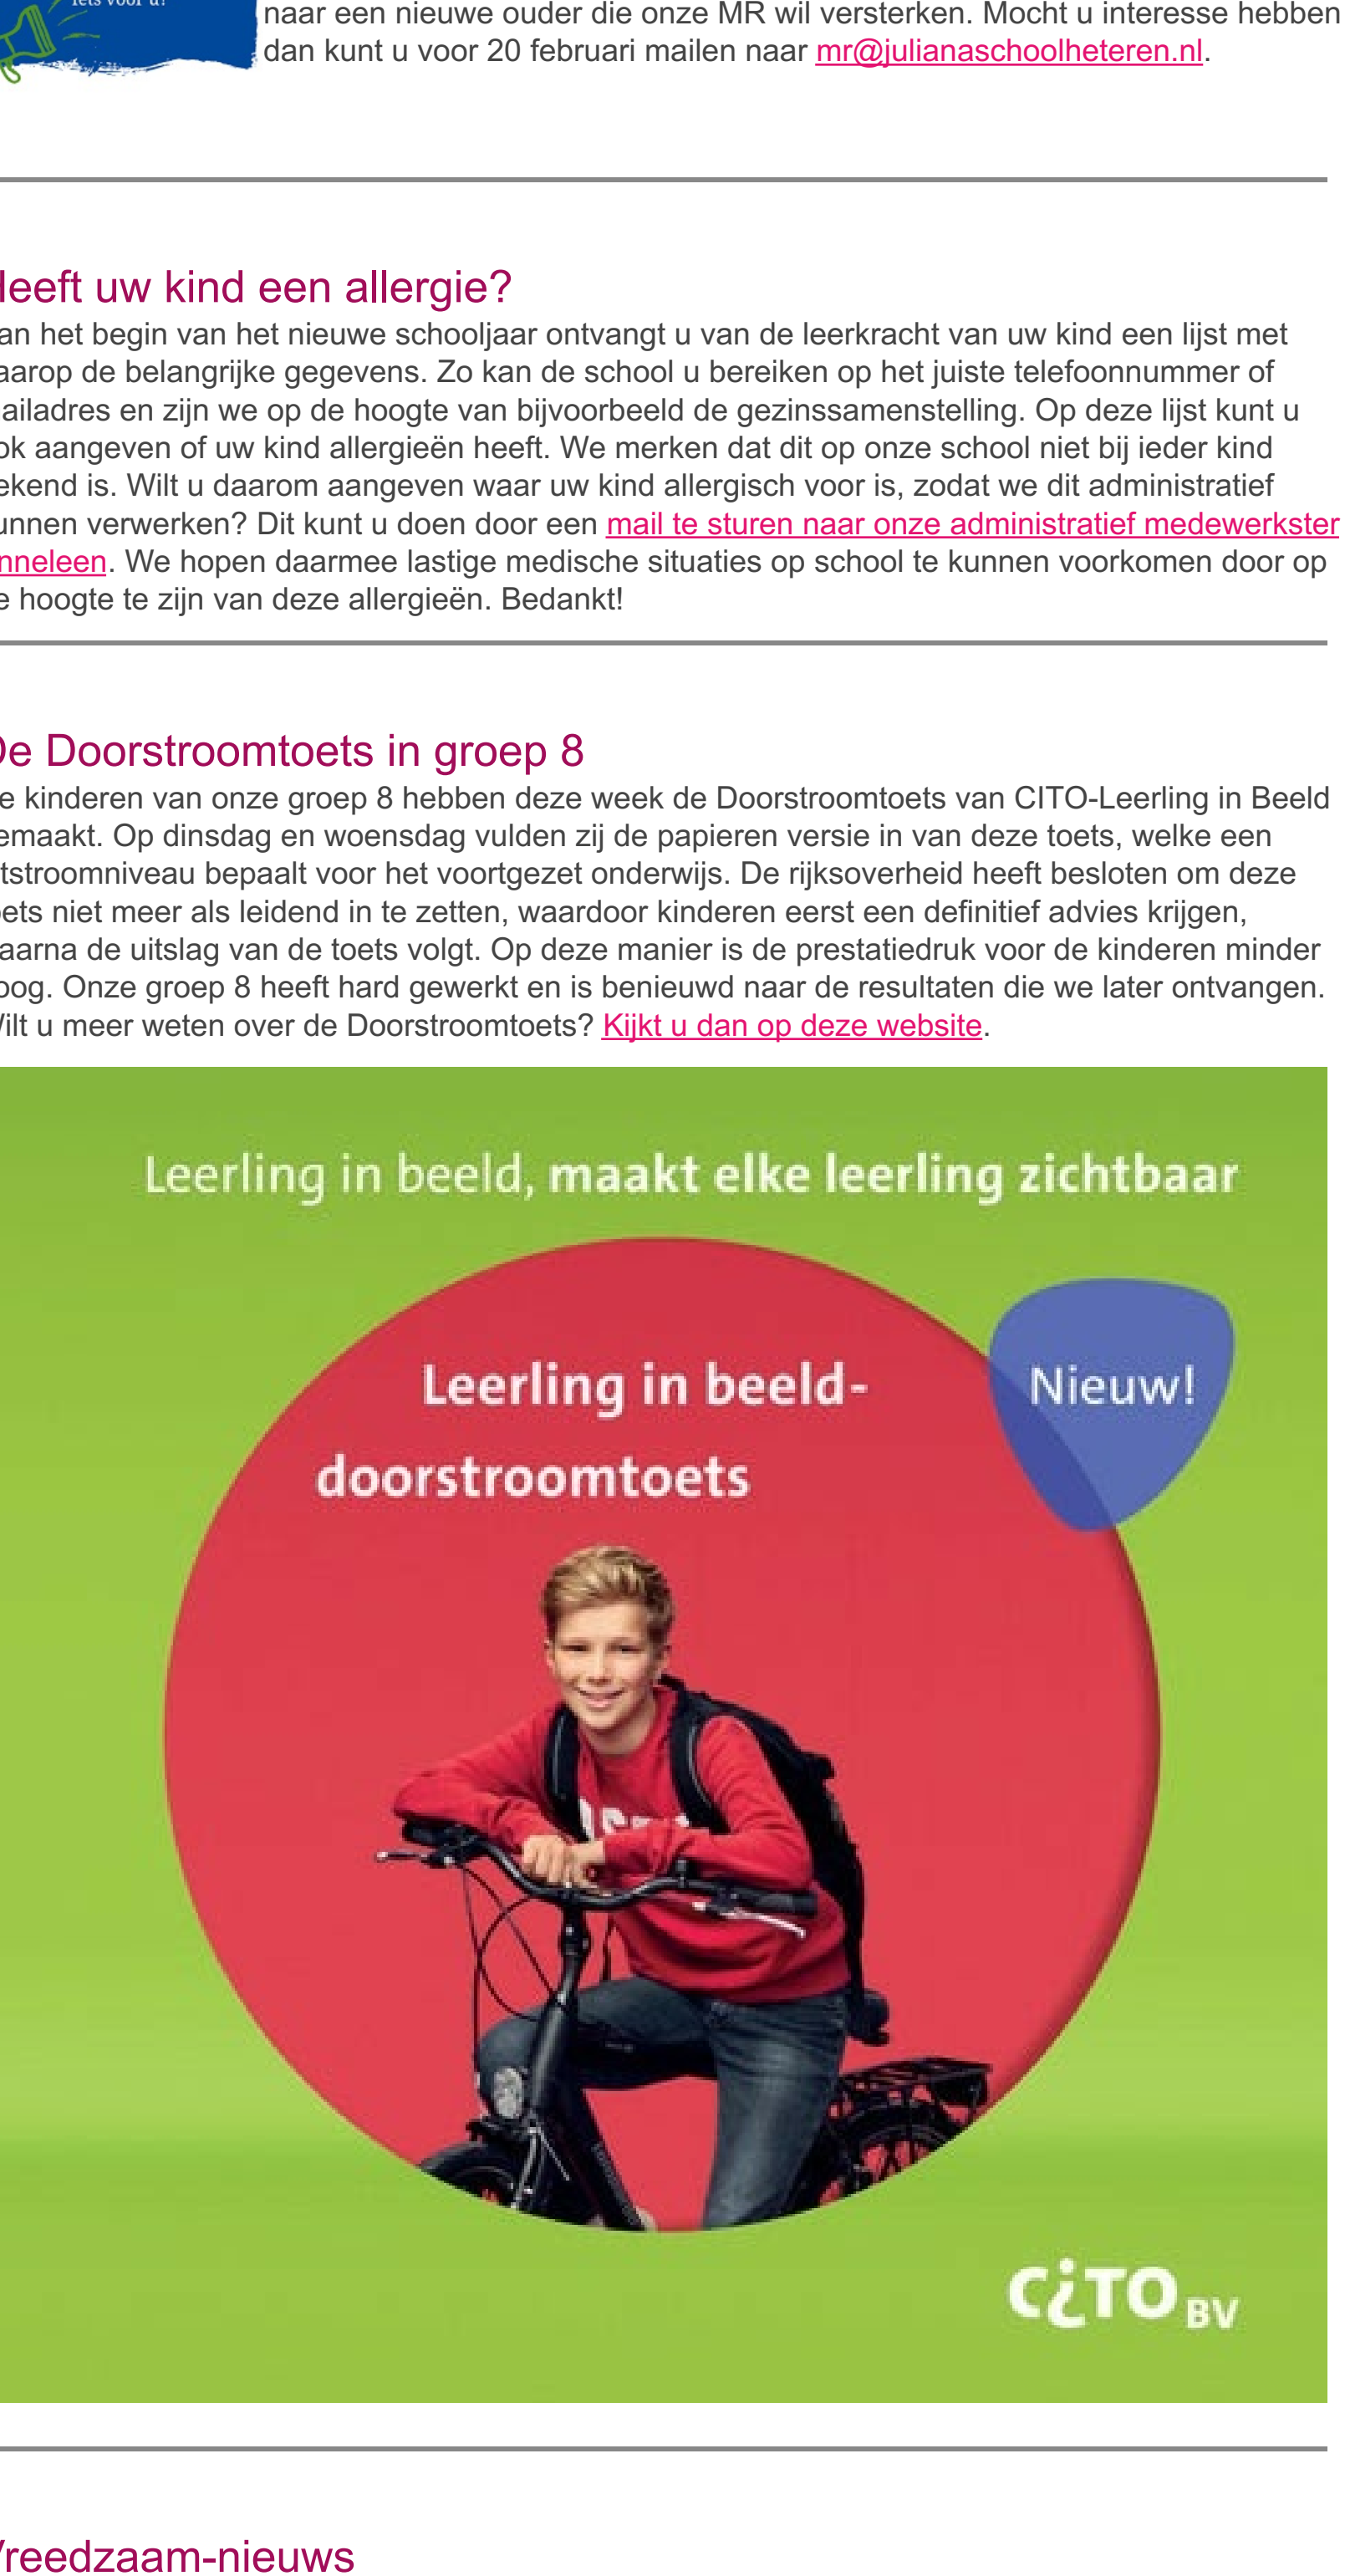 iets voor u?
naar een nieuwe ouder die onze MR wil versterken. Mocht u interesse hebben
dan kunt u voor 20 februari mailen naar mr@julianaschoolheteren.nl.
Heeft uw kind een allergie?
an het begin van het nieuwe schooljaar ontvangt u van de leerkracht van uw kind een lijst met
aarop de belangrijke gegevens. Zo kan de school u bereiken op het juiste telefoonnummer of
ailadres en zijn we op de hoogte van bijvoorbeeld de gezinssamenstelling. Op deze lijst kunt u
ok aangeven of uw kind allergieën heeft. We merken dat dit op onze school niet bij ieder kind
ekend is. Wilt u daarom aangeven waar uw kind allergisch voor is, zodat we dit administratief
unnen verwerken? Dit kunt u doen door een mail te sturen naar onze administratief medewerkster
nneleen. We hopen daarmee lastige medische situaties op school te kunnen voorkomen door op
e hoogte te zijn van deze allergieën. Bedankt!
De Doorstroomtoets in groep 8
e kinderen van onze groep 8 hebben deze week de Doorstroomtoets van CITO-Leerling in Beeld
emaakt. Op dinsdag en woensdag vulden zij de papieren versie in van deze toets, welke een
itstroomniveau bepaalt voor het voortgezet onderwijs. De rijksoverheid heeft besloten om deze
oets niet meer als leidend in te zetten, waardoor kinderen eerst een definitief advies krijgen,
aarna de uitslag van de toets volgt. Op deze manier is de prestatiedruk voor de kinderen minder
oog. Onze groep 8 heeft hard gewerkt en is benieuwd naar de resultaten die we later ontvangen.
Wilt u meer weten over de Doorstroomtoets? Kijkt u dan op deze website.
Leerling in beeld, maakt elke leerling zichtbaar
Leerling in beeld-
doorstroomtoets
Nieuw!
CiTO BV
Vreedzaam-nieuws